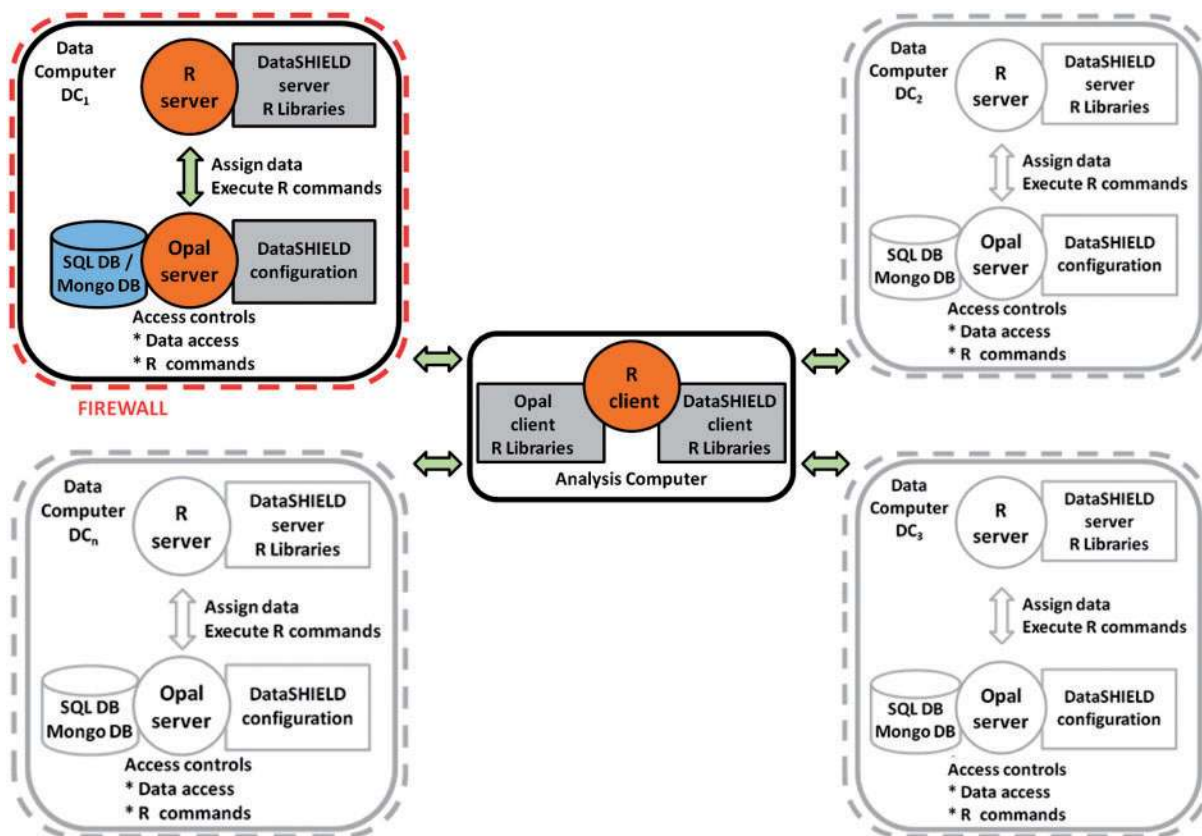 Data
Computer
DC1
R
server
DataSHIELD
server
R Libraries
Assign data
Execute R commands
SQL DB /
Mongo DB
Opal
server
DataSHIELD
configuration
Access controls
* Data access
* R commands
FIREWALL
Data
Computer
DC2
R
server
DataSHIELD
server
R Libraries
Assign data
Execute R commands
SQL DB
Mongo DB
Opal
server
DataSHIELD
configuration
Access controls
* Data access
* R commands
Opal
client
R Libraries
R
client
DataSHIELD
client
R Libraries
Analysis Computer
Data
Computer
DCn
R
server
DataSHIELD
server
R Libraries
Assign data
Execute R commands
SQL DB
Mongo DB
Opal
server
DataSHIELD
configuration
Access controls
* Data access
* R commands
Data
Computer
DC3
R
server
DataSHIELD
server
R Libraries
Assign data
Execute R commands
SQL DB
Mongo DB
Opal
server
DataSHIELD
configuration
Access controls
* Data access
* R commands